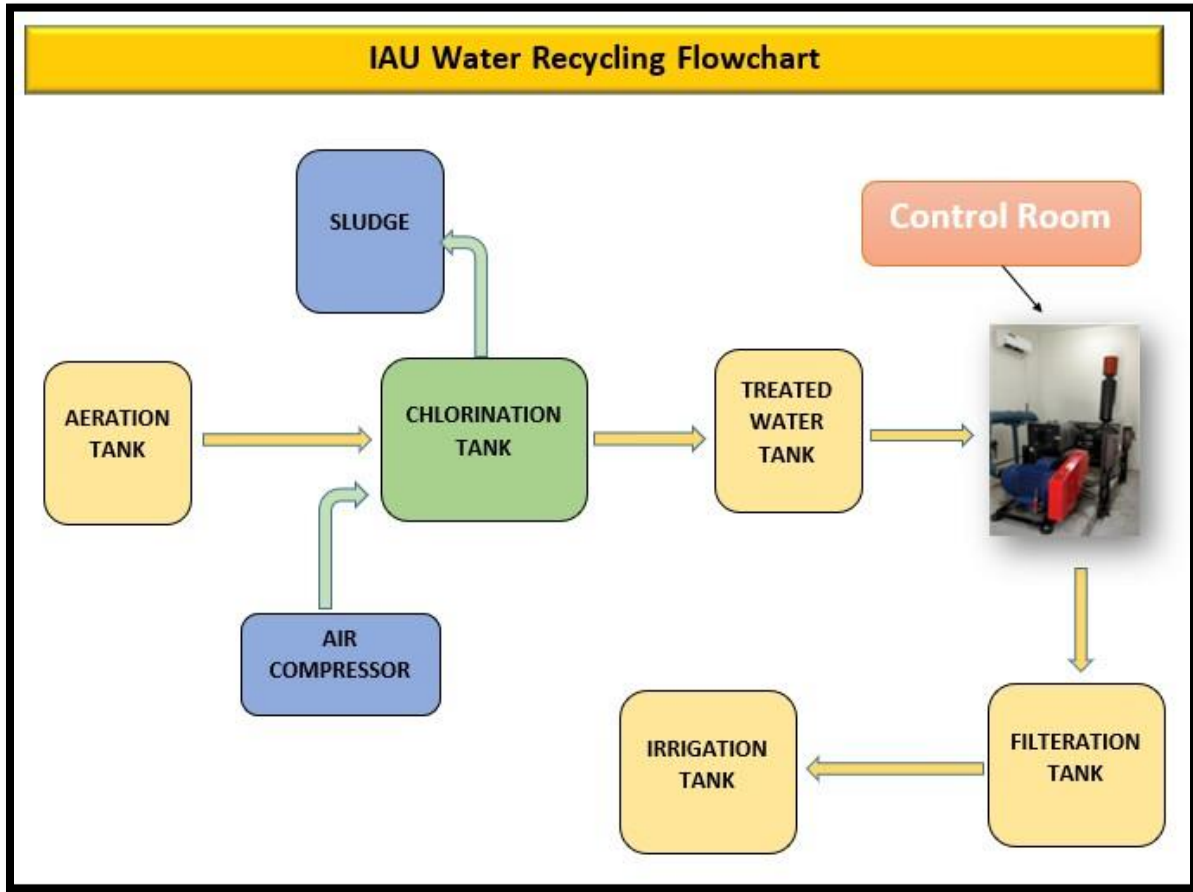 IAU Water Recycling Flowchart
SLUDGE
Control Room
AERATION
TANK
CHLORINATION
TANK
TREATED
WATER
TANK
AIR
COMPRESSOR
IRRIGATION
TANK
FILTERATION
TANK